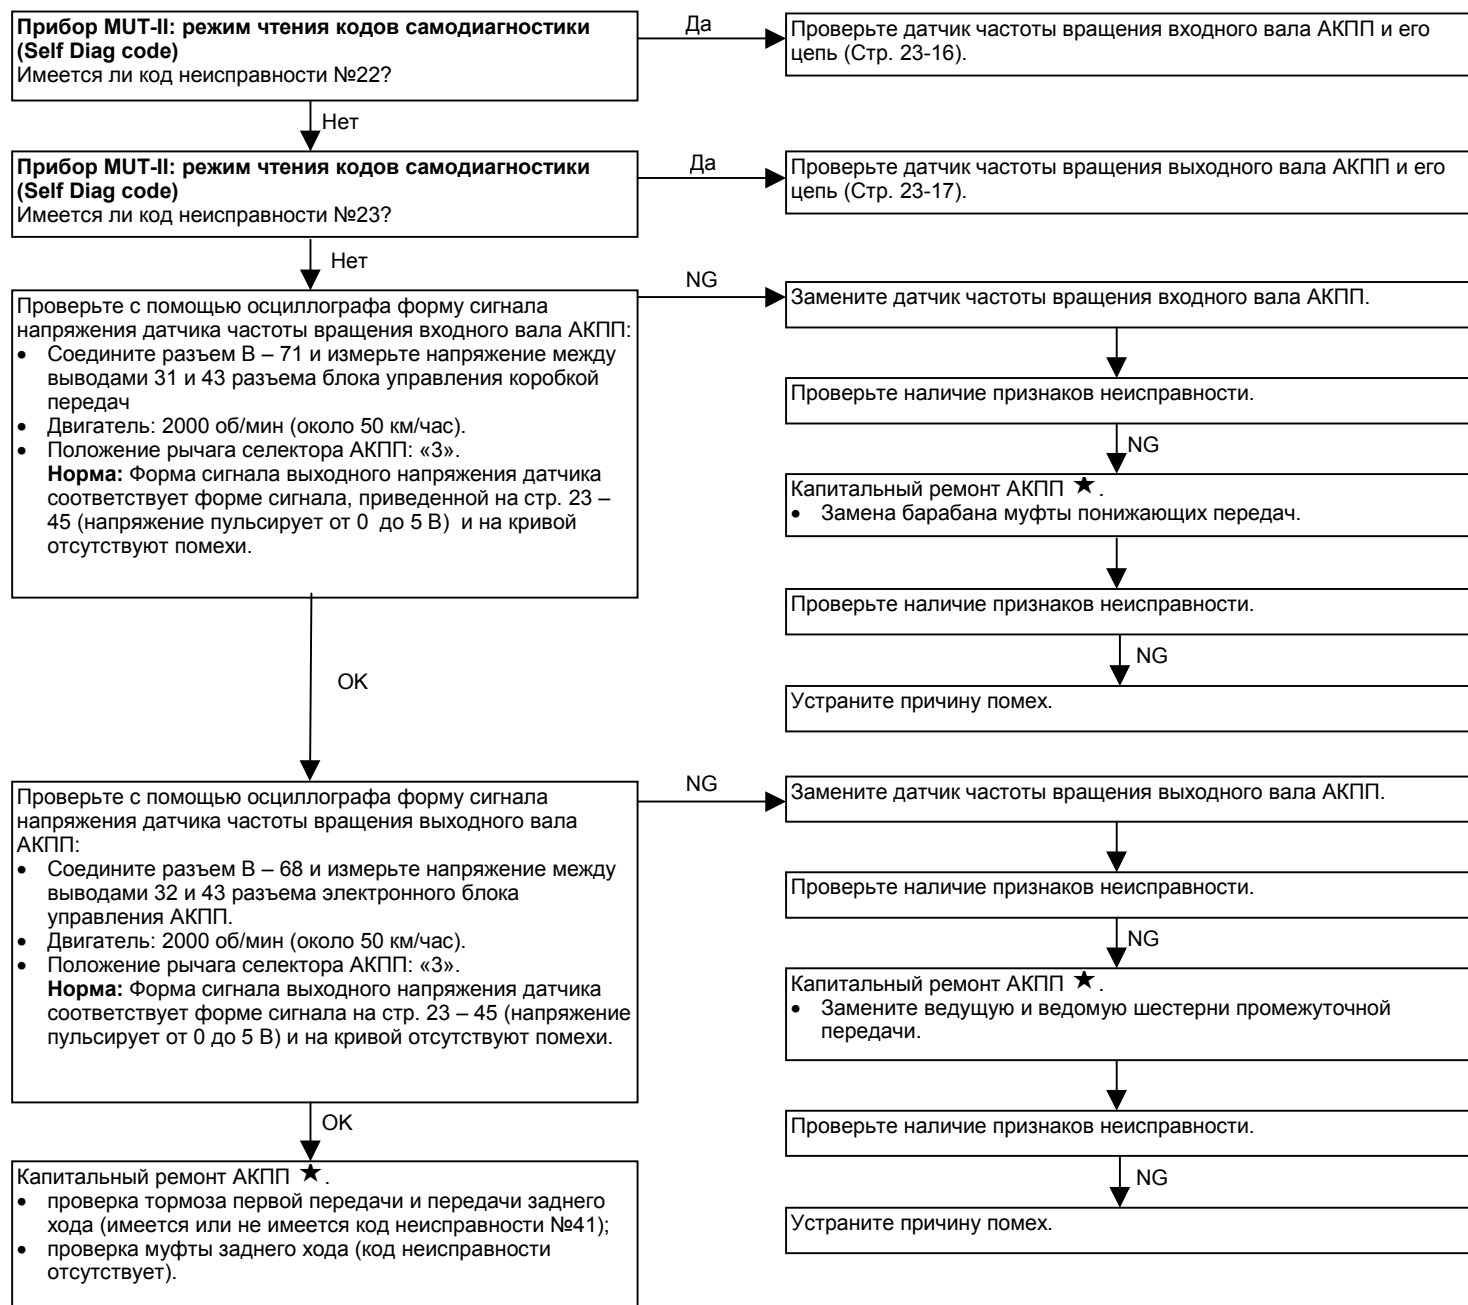 Прибор MUT-II: режим чтения кодов самодиагностики
(Self Diag code)
Имеется ли код неисправности №22?
Да
Проверьте датчик частоты вращения входного вала АКПП и его
цепь (Стр. 23-16).
Нет
Прибор MUT-II: режим чтения кодов самодиагностики
(Self Diag code)
Имеется ли код неисправности №23?
Да
Проверьте датчик частоты вращения выходного вала АКПП и его
цепь (Стр. 23-17).
Нет
Проверьте с помощью осциллографа форму сигнала
напряжения датчика частоты вращения входного вала АКПП:
• Соедините разъем В – 71 и измерьте напряжение между
выводами 31 и 43 разъема блока управления коробкой
передач
• Двигатель: 2000 об/мин (около 50 км/час).
• Положение рычага селектора АКПП: «3».
Норма: Форма сигнала выходного напряжения датчика
соответствует форме сигнала, приведенной на стр. 23 –
45 (напряжение пульсирует от 0 до 5 В) и на кривой
отсутствуют помехи.
NG
Замените датчик частоты вращения входного вала АКПП.
Проверьте наличие признаков неисправности.
NG
Капитальный ремонт АКПП ★.
• Замена барабана муфты понижающих передач.
Проверьте наличие признаков неисправности.
NG
Устраните причину помех.
OK
Проверьте с помощью осциллографа форму сигнала
напряжения датчика частоты вращения выходного вала
АКПП:
• Соедините разъем В – 68 и измерьте напряжение между
выводами 32 и 43 разъема электронного блока
управления АКПП.
• Двигатель: 2000 об/мин (около 50 км/час).
• Положение рычага селектора АКПП: «3».
Норма: Форма сигнала выходного напряжения датчика
соответствует форме сигнала на стр. 23 – 45 (напряжение
пульсирует от 0 до 5 В) и на кривой отсутствуют помехи.
NG
Замените датчик частоты вращения выходного вала АКПП.
Проверьте наличие признаков неисправности.
NG
Капитальный ремонт АКПП ★.
• Замените ведущую и ведомую шестерни промежуточной
передачи.
Проверьте наличие признаков неисправности.
NG
Устраните причину помех.
OK
Капитальный ремонт АКПП ★.
• проверка тормоза первой передачи и передачи заднего
хода (имеется или не имеется код неисправности №41);
• проверка муфты заднего хода (код неисправности
отсутствует).